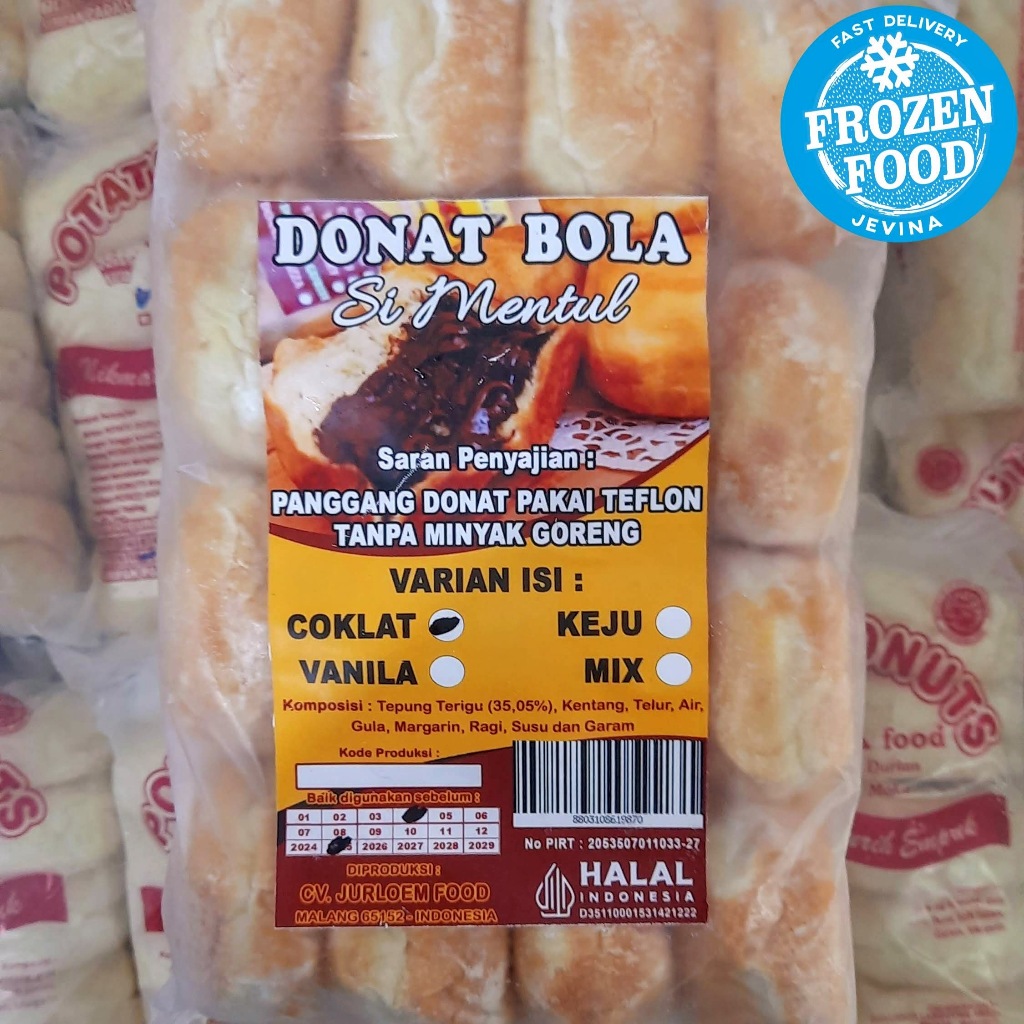 FAST DELIVERY
FROZEN
FOOD
JEVINA
DONAT BOLA
Si Mentul
Saran Penyajian :
PANGGANG DONAT PAKAI TEFLON
TANPA MINYAK GORENG
VARIAN ISI :
COKLAT KEJU
VANILA MIX
Komposisi : Tepung Terigu (35,05%), Kentang, Telur, Air,
Gula, Margarin, Ragi, Susu dan Garam
Kode Produksi :
Baik digunakan sebelum :
01 02 03 05 06
07 08 09 10 11 12
2024 2026 2027 2028 2029
8803108619870
No PIRT : 2053507011033-27
DIPRODUKSI :
CV. JURLOEM FOOD
MALANG 65152 - INDONESIA
HALAL
INDONESIA
D35110001531421222
food
Durian